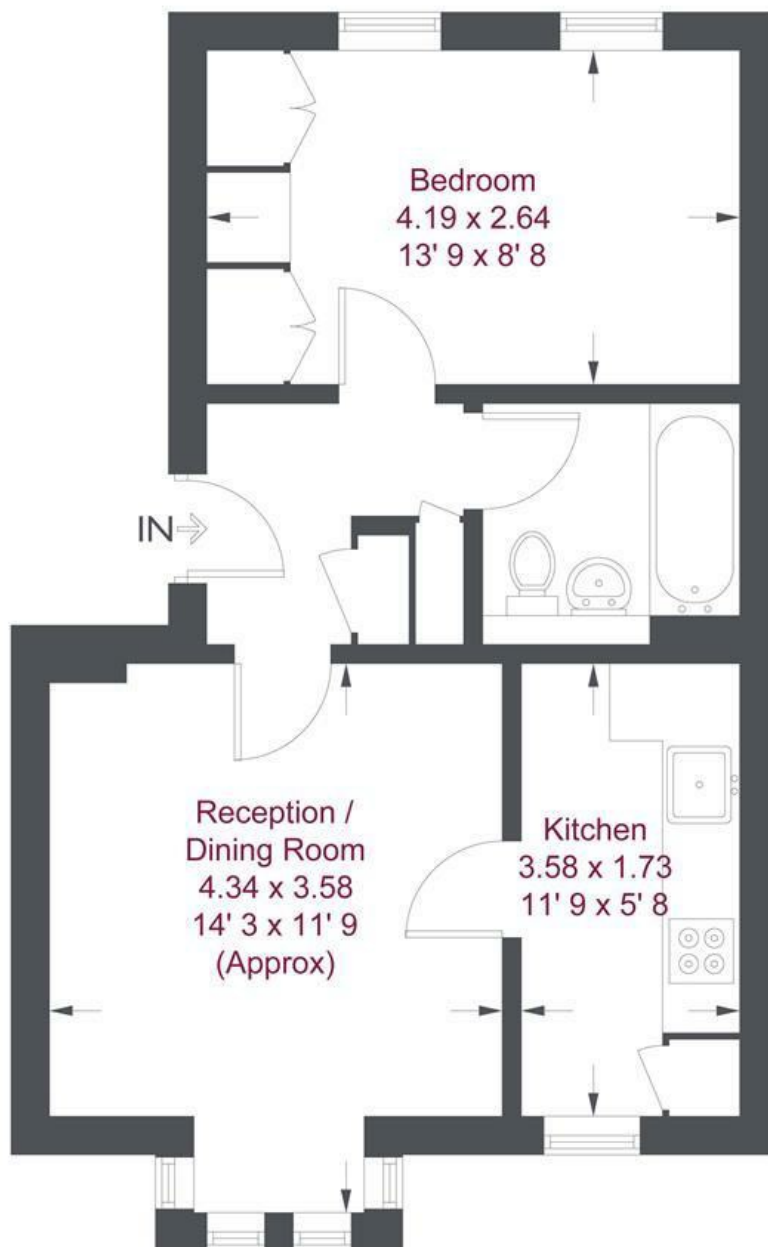 Bedroom
4.19 x 2.64
13' 9 x 8' 8
IN
Reception /
Dining Room
4.34 x 3.58
14' 3 x 11' 9
(Approx)
Kitchen
3.58 x 1.73
11' 9 x 5' 8